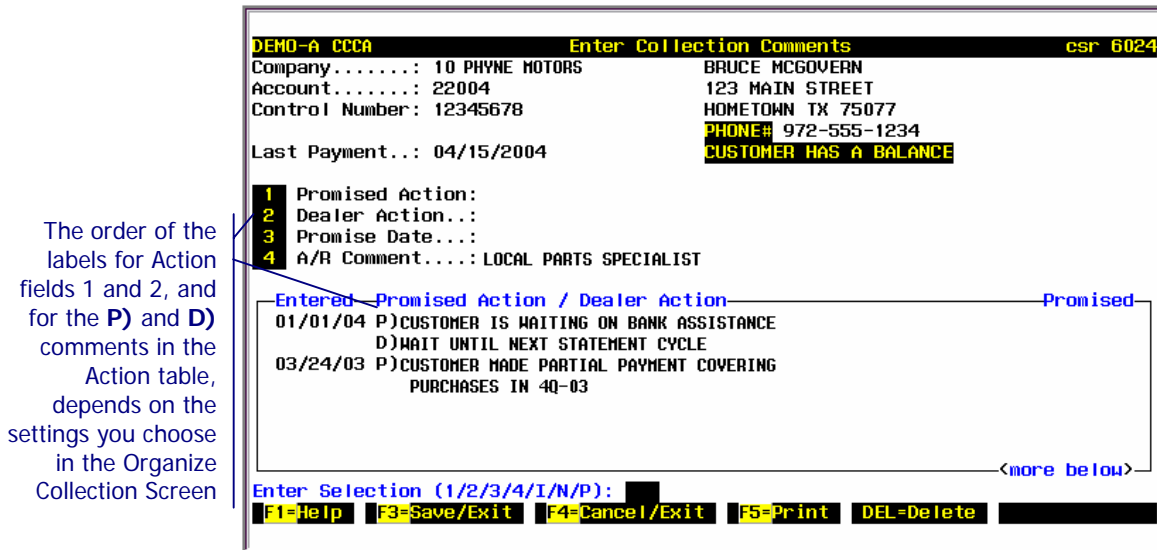 DEMO-A CCCA Enter Collection Comments csr 6024
Company.......: 10 PHYNE MOTORS BRUCE MCGOVERN
Account.......: 22004 123 MAIN STREET
Control Number: 12345678 HOMETOWN TX 75077
PHONE# 972-555-1234
Last Payment..: 04/15/2004 CUSTOMER HAS A BALANCE
1 Promised Action:
2 Dealer Action..:
3 Promise Date...:
4 A/R Comment....: LOCAL PARTS SPECIALIST
Entered Promised Action / Dealer Action Promised
01/01/04 P)CUSTOMER IS WAITING ON BANK ASSISTANCE
D)WAIT UNTIL NEXT STATEMENT CYCLE
03/24/03 P)CUSTOMER MADE PARTIAL PAYMENT COVERING
PURCHASES IN 4Q-03
<more below>
Enter Selection (1/2/3/4/I/N/P):
F1=Help F3=Save/Exit F4=Cancel/Exit F5=Print DEL=Delete
The order of the
labels for Action
fields 1 and 2, and
for the P) and D)
comments in the
Action table,
depends on the
settings you choose
in the Organize
Collection Screen